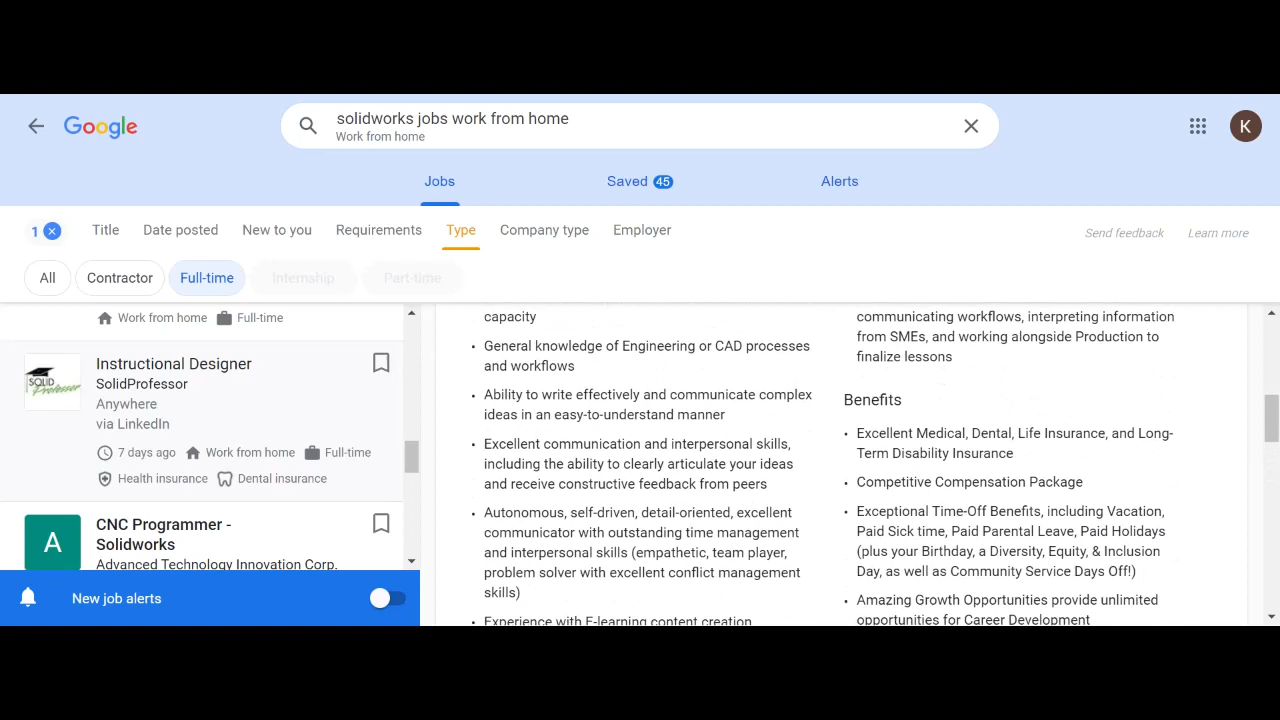 Google
solidworks jobs work from home
Work from home
K
Jobs
Saved 45
Alerts
1
Title
Date posted
New to you
Requirements
Type
Company type
Employer
Send feedback
Learn more
All
Contractor
Full-time
Internship
Part-time
Work from home
Full-time
SOLID
Professor
Instructional Designer
SolidProfessor
Anywhere
via LinkedIn
7 days ago
Work from home
Full-time
Health insurance
Dental insurance
A
CNC Programmer -
Solidworks
Advanced Technology Innovation Corp.
New job alerts
capacity
• General knowledge of Engineering or CAD processes
and workflows
• Ability to write effectively and communicate complex
ideas in an easy-to-understand manner
• Excellent communication and interpersonal skills,
including the ability to clearly articulate your ideas
and receive constructive feedback from peers
• Autonomous, self-driven, detail-oriented, excellent
communicator with outstanding time management
and interpersonal skills (empathetic, team player,
problem solver with excellent conflict management
skills)
• Experience with E-learning content creation
communicating workflows, interpreting information
from SMEs, and working alongside Production to
finalize lessons
Benefits
• Excellent Medical, Dental, Life Insurance, and Long-
Term Disability Insurance
• Competitive Compensation Package
• Exceptional Time-Off Benefits, including Vacation,
Paid Sick time, Paid Parental Leave, Paid Holidays
(plus your Birthday, a Diversity, Equity, & Inclusion
Day, as well as Community Service Days Off!)
• Amazing Growth Opportunities provide unlimited
opportunities for Career Development